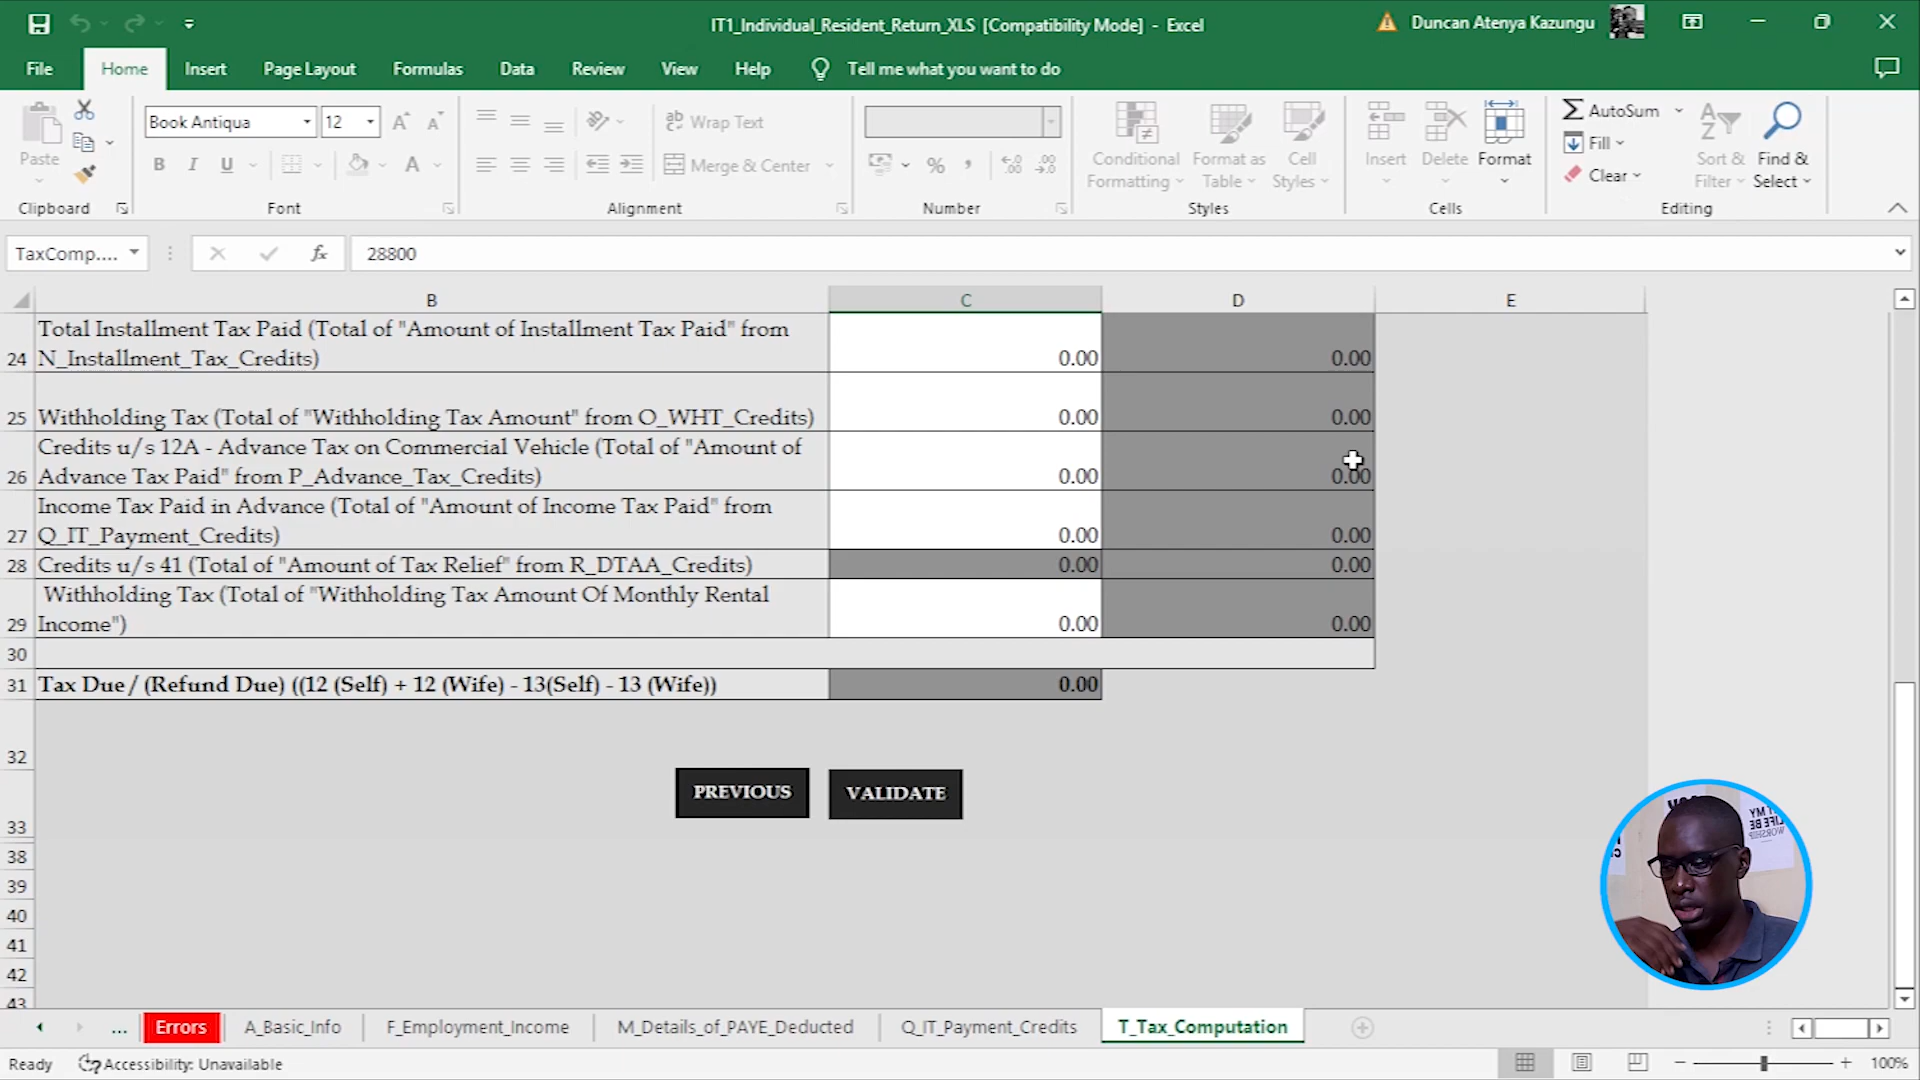 IT1_Individual_Resident_Return_XLS [Compatibility Mode] - Excel
Duncan Atenya Kazungu
File Home Insert Page Layout Formulas Data Review View Help Tell me what you want to do
Paste
Clipboard
Book Antiqua 12
B I U
Font
Wrap Text
Merge & Center
Alignment
%
Number
Conditional Formatting
Format as Table
Cell Styles
Styles
Insert
Delete
Format
Cells
AutoSum
Fill
Clear
Sort & Filter
Find & Select
Editing
TaxComp.... fx 28800
B C D E
24 Total Installment Tax Paid (Total of "Amount of Installment Tax Paid" from
N_Installment_Tax_Credits) 0.00 0.00
25 Withholding Tax (Total of "Withholding Tax Amount" from O_WHT_Credits) 0.00 0.00
26 Credits u/s 12A - Advance Tax on Commercial Vehicle (Total of "Amount of
Advance Tax Paid" from P_Advance_Tax_Credits) 0.00 0.00
27 Income Tax Paid in Advance (Total of "Amount of Income Tax Paid" from
Q_IT_Payment_Credits) 0.00 0.00
28 Credits u/s 41 (Total of "Amount of Tax Relief" from R_DTAA_Credits) 0.00 0.00
29 Withholding Tax (Total of "Withholding Tax Amount Of Monthly Rental
Income") 0.00 0.00
30
31 Tax Due / (Refund Due) ((12 (Self) + 12 (Wife) - 13(Self) - 13 (Wife)) 0.00
32
PREVIOUS VALIDATE
33
38
39
40
41
42
43
MY
LIFE BE
WORSHIP
... Errors A_Basic_Info F_Employment_Income M_Details_of_PAYE_Deducted Q_IT_Payment_Credits T_Tax_Computation
Ready Accessibility: Unavailable 100%